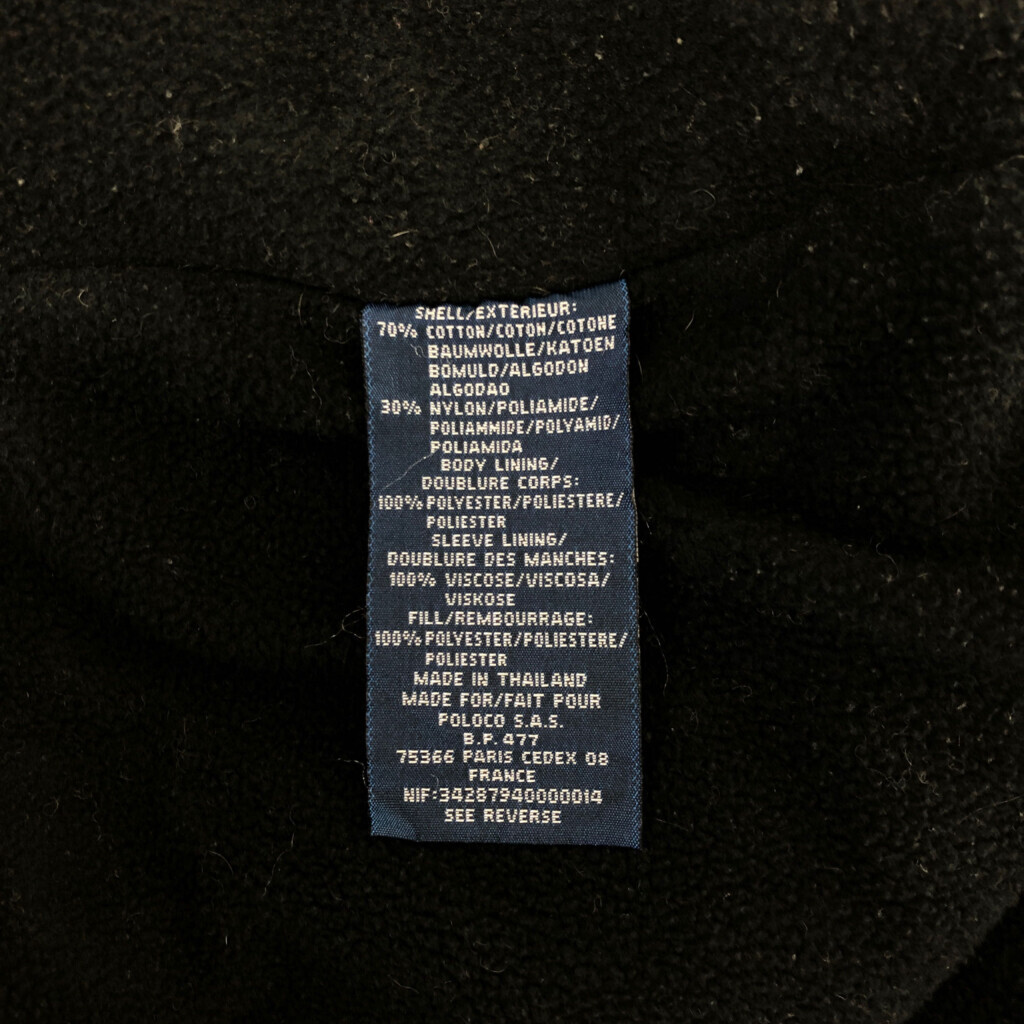 SHELL/EXTERIEUR:
70% COTTON/COTON/COTONE
BAUMWOLLE/KATOEN
BOMULD/ALGODON
ALGODAO
30% NYLON/POLIAMIDE/
POLIAMMIDE/POLYAMID/
POLIAMIDA
BODY LINING/
DOUBLURE CORPS:
100% POLYESTER/POLIESTERE/
POLIESTER
SLEEVE LINING/
DOUBLURE DES MANCHES:
100% VISCOSE/VISCOSA/
VISKOSE
FILL/REMBOURRAGE:
100% POLYESTER/POLIESTERE/
POLIESTER
MADE IN THAILAND
MADE FOR/FAIT POUR
POLOCO S.A.S.
B.P. 477
75366 PARIS CEDEX 08
FRANCE
NIF:34287940000014
SEE REVERSE